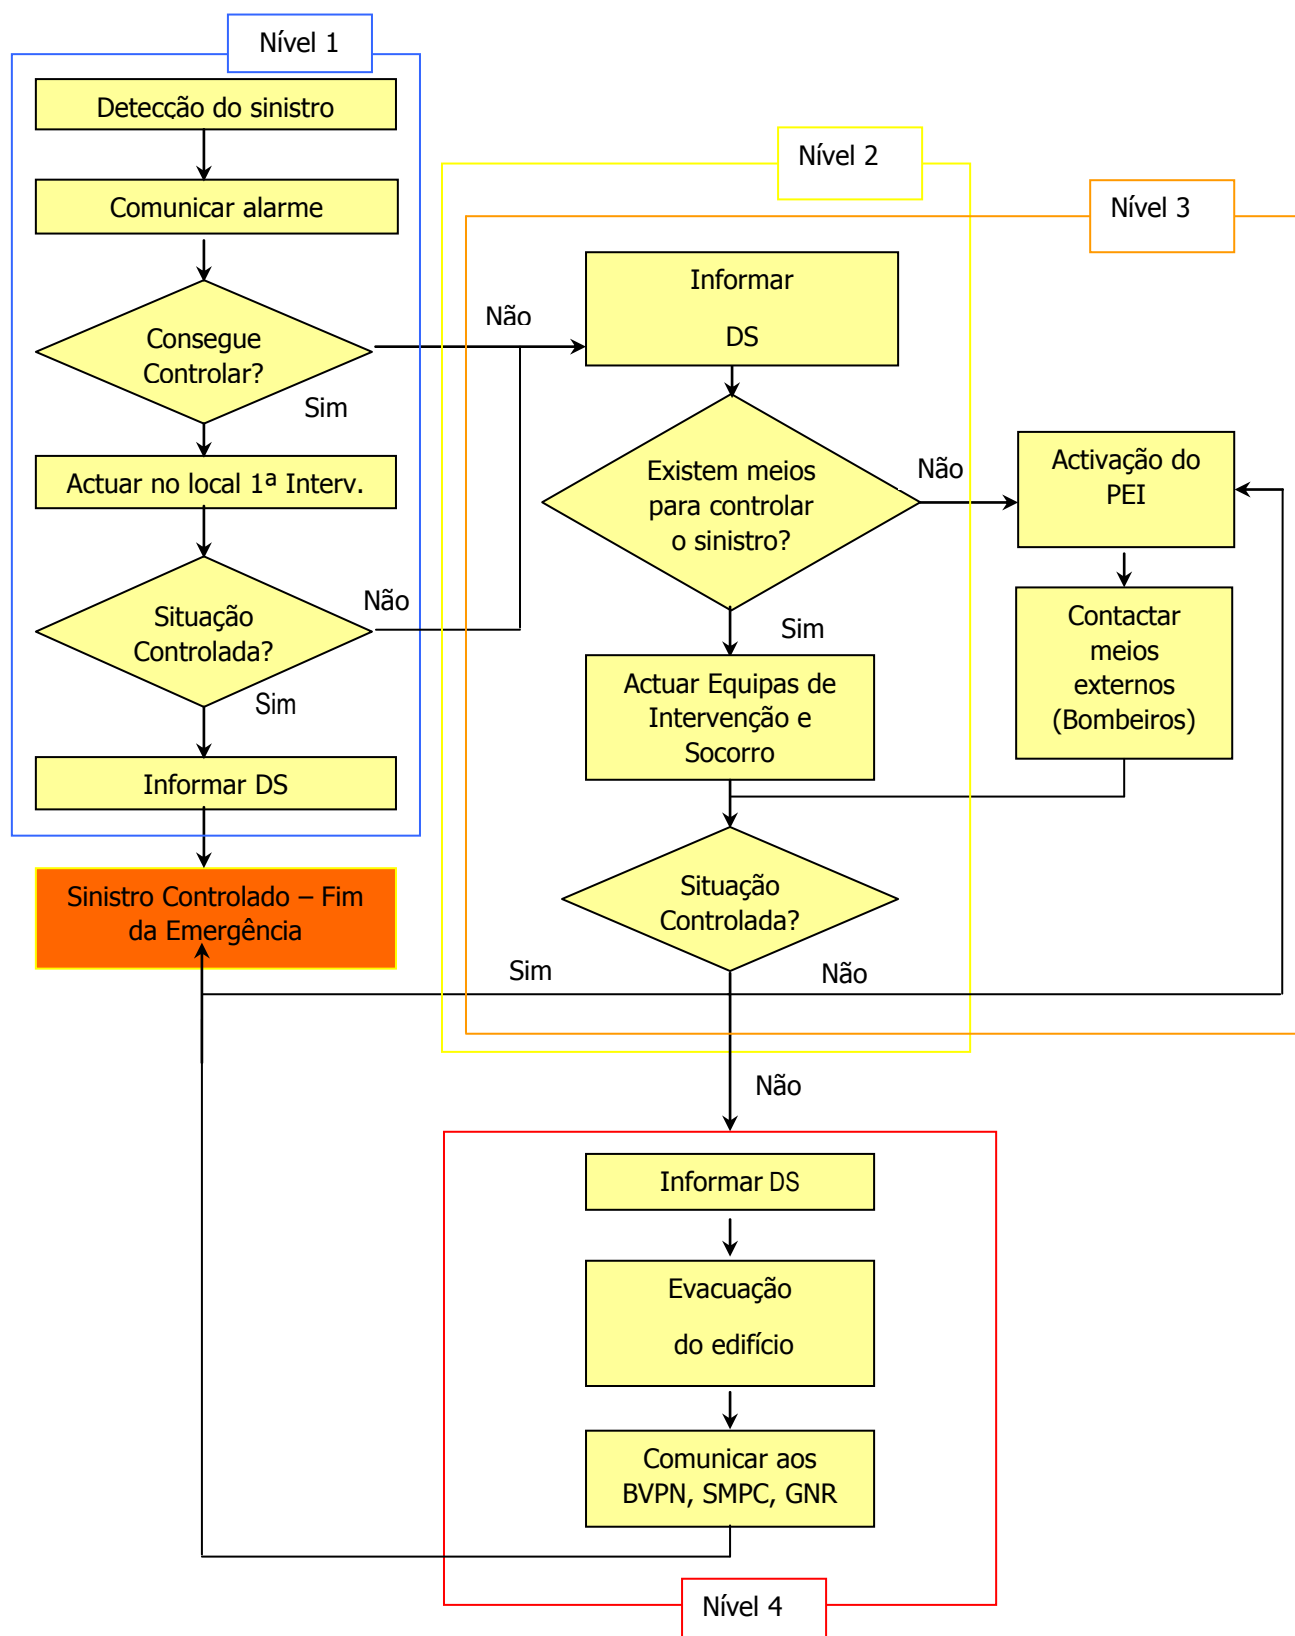 Nível 1
Detecção do sinistro
Comunicar alarme
Consegue
Controlar?
Sim
Actuar no local 1ª Interv.
Situação
Controlada?
Não
Sim
Informar DS
Sinistro Controlado – Fim
da Emergência
Nível 2
Nível 3
Não
Informar
DS
Existem meios
para controlar
o sinistro?
Não
Activação do
PEI
Sim
Contactar
meios
externos
(Bombeiros)
Actuar Equipas de
Intervenção e
Socorro
Situação
Controlada?
Sim
Não
Não
Informar DS
Evacuação
do edifício
Comunicar aos
BVPN, SMPC, GNR
Nível 4